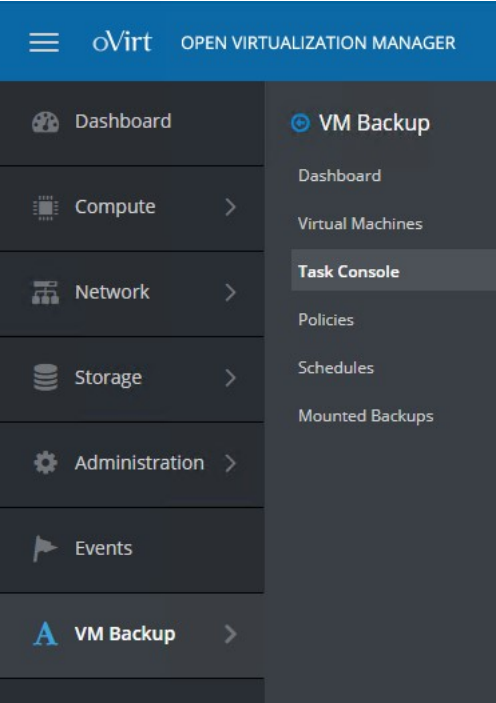 oVirt OPEN VIRTUALIZATION MANAGER
Dashboard
Compute
Network
Storage
Administration
Events
A VM Backup
VM Backup
Dashboard
Virtual Machines
Task Console
Policies
Schedules
Mounted Backups